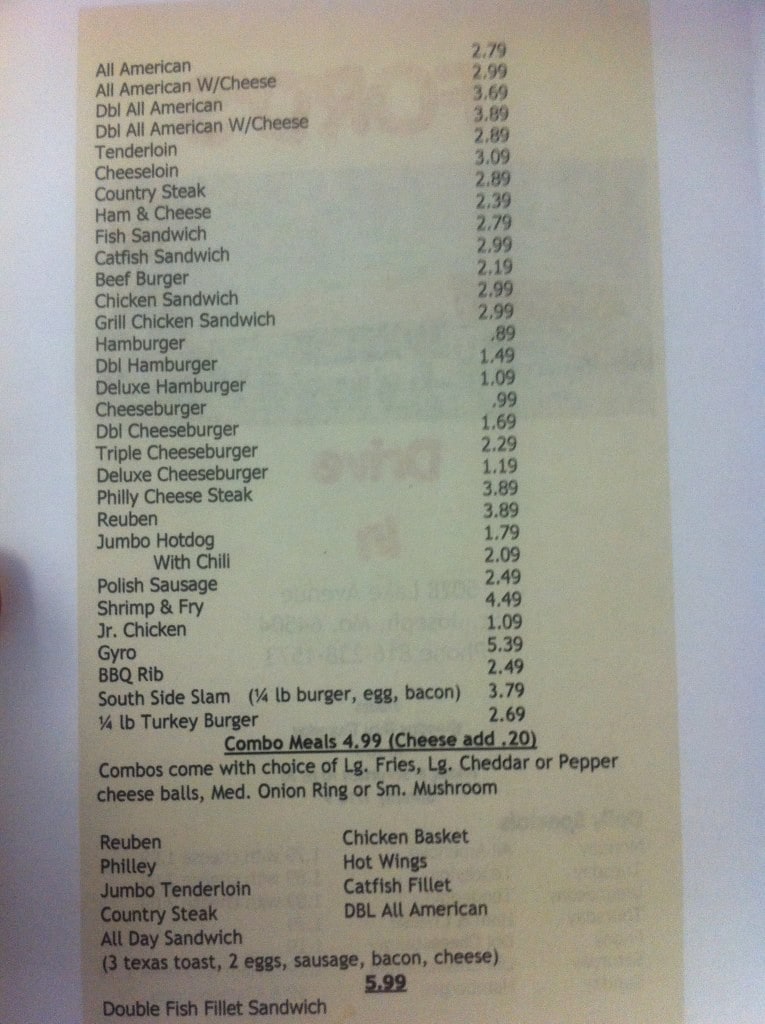 All American 2.79
All American W/Cheese 2.99
Dbl All American 3.69
Dbl All American W/Cheese 3.89
Tenderloin 2.89
Cheeseloin 3.09
Country Steak 2.89
Ham & Cheese 2.39
Fish Sandwich 2.79
Catfish Sandwich 2.99
Beef Burger 2.19
Chicken Sandwich 2.99
Grill Chicken Sandwich 2.99
Hamburger .89
Dbl Hamburger 1.49
Deluxe Hamburger 1.09
Cheeseburger .99
Dbl Cheeseburger 1.69
Triple Cheeseburger 2.29
Deluxe Cheeseburger 1.19
Philly Cheese Steak 3.89
Reuben 3.89
Jumbo Hotdog 1.79
With Chili 2.09
Polish Sausage 2.49
Shrimp & Fry 4.49
Jr. Chicken 1.09
Gyro 5.39
BBQ Rib 2.49
South Side Slam (¼ lb burger, egg, bacon) 3.79
¼ lb Turkey Burger 2.69
Combo Meals 4.99 (Cheese add .20)
Combos come with choice of Lg. Fries, Lg. Cheddar or Pepper
cheese balls, Med. Onion Ring or Sm. Mushroom
Reuben Chicken Basket
Philley Hot Wings
Jumbo Tenderloin Catfish Fillet
Country Steak DBL All American
All Day Sandwich
(3 texas toast, 2 eggs, sausage, bacon, cheese)
5.99
Double Fish Fillet Sandwich